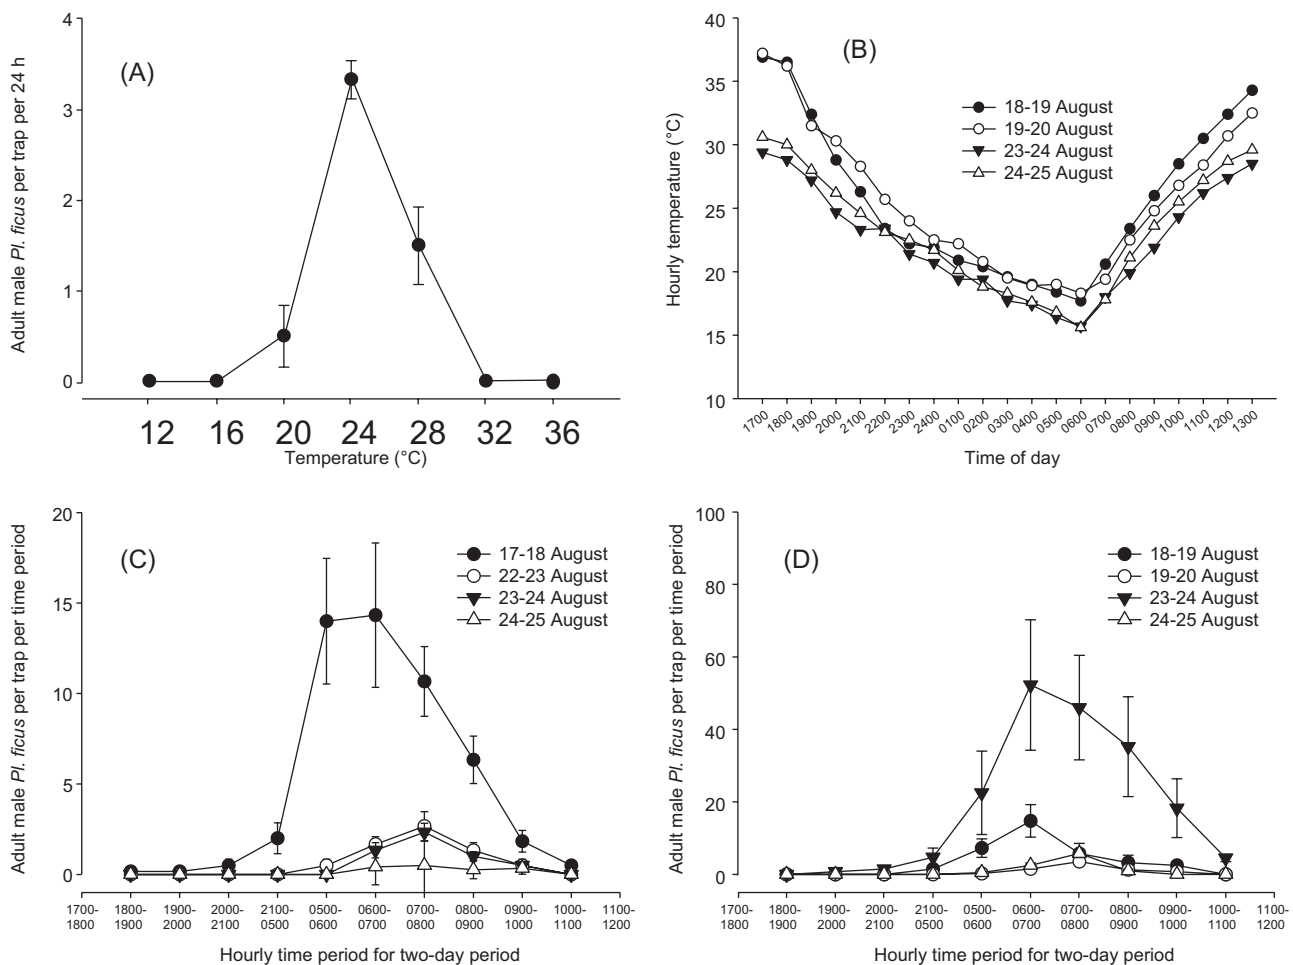 (A)
Adult male Pl. ficus per trap per 24 h
4
3
2
1
0
12 16 20 24 28 32 36
Temperature (°C)
(B)
Hourly temperature (°C)
40
35
30
25
20
15
10
18-19 August
19-20 August
23-24 August
24-25 August
1700 1800 1900 2000 2100 2200 2300 2400 0100 0200 0300 0400 0500 0600 0700 0800 0900 1000 1100 1200 1300
Time of day
(C)
Adult male Pl. ficus per trap per time period
20
15
10
5
0
17-18 August
22-23 August
23-24 August
24-25 August
1700- 1800- 1900- 2000- 2100- 0500- 0600- 0700- 0800- 0900- 1000- 1100-
1800 1900 2000 2100 0500 0600 0700 0800 0900 1000 1100 1200
Hourly time period for two-day period
(D)
Adult male Pl. ficus per trap per time period
100
80
60
40
20
0
18-19 August
19-20 August
23-24 August
24-25 August
1700- 1800- 1900- 2000- 2100- 0500- 0600- 0700- 0800- 0900- 1000- 1100-
1800 1900 2000 2100 0500 0600 0700 0800 0900 1000 1100 1200
Hourly time period for two-day period